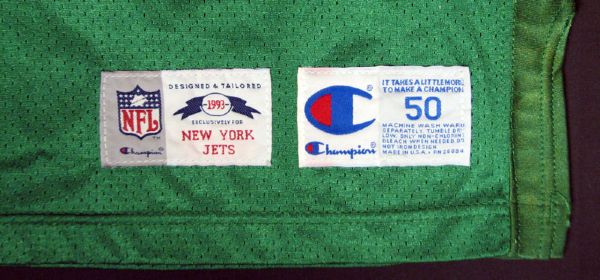 NFL
Champion
DESIGNED & TAILORED
1993
EXCLUSIVELY FOR
NEW YORK
JETS
C
Champion
IT TAKES A LITTLE MORE
TO MAKE A CHAMPION
50
MACHINE WASH WARM
SEPARATELY, TUMBLE DRY
LOW. ONLY NON-CHLORINE
BLEACH WHEN NEEDED. DO
NOT IRON DESIGN
MADE IN U.S.A. • RN 26094